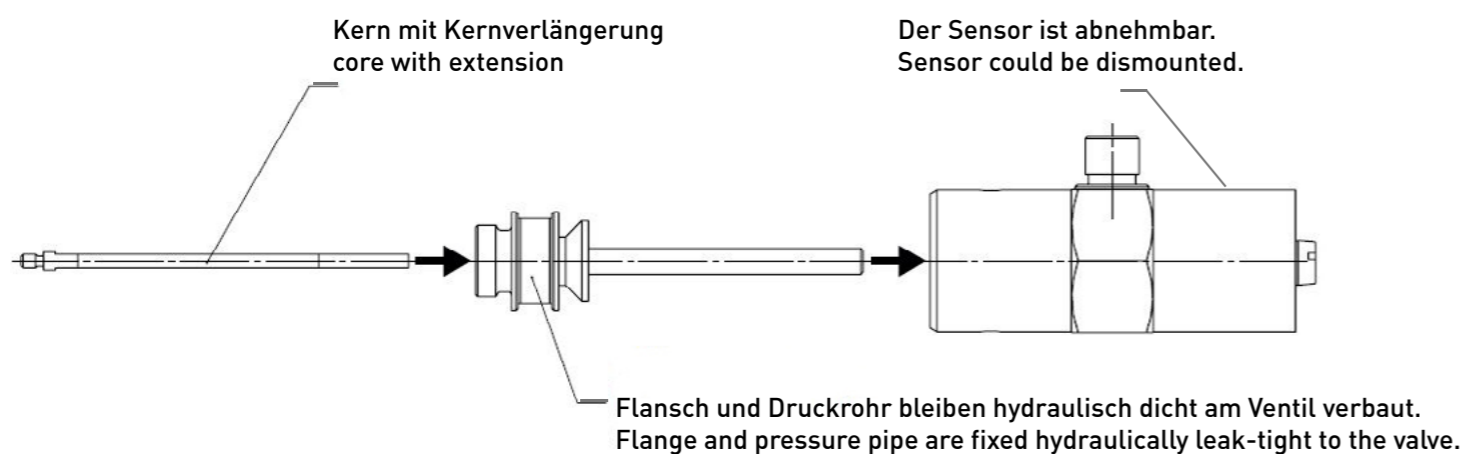 Kern mit Kernverlängerung
core with extension
Der Sensor ist abnehmbar.
Sensor could be dismounted.
Flansch und Druckrohr bleiben hydraulisch dicht am Ventil verbaut.
Flange and pressure pipe are fixed hydraulically leak-tight to the valve.